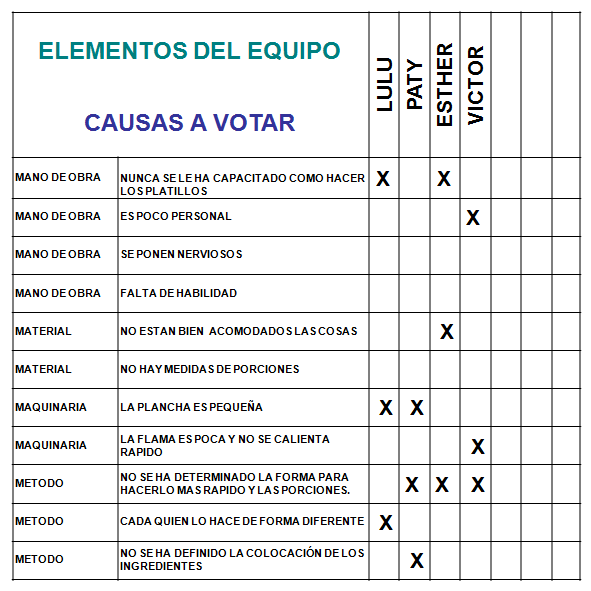 ELEMENTOS DEL EQUIPO
CAUSAS A VOTAR
LULU
PATY
ESTHER
VICTOR
MANO DE OBRA NUNCA SE LE HA CAPACITADO COMO HACER
LOS PLATILLOS X X
MANO DE OBRA ES POCO PERSONAL X
MANO DE OBRA SE PONEN NERVIOSOS
MANO DE OBRA FALTA DE HABILIDAD
MATERIAL NO ESTAN BIEN ACOMODADOS LAS COSAS X
MATERIAL NO HAY MEDIDAS DE PORCIONES
MAQUINARIA LA PLANCHA ES PEQUEÑA X X
MAQUINARIA LA FLAMA ES POCA Y NO SE CALIENTA
RAPIDO X
METODO NO SE HA DETERMINADO LA FORMA PARA
HACERLO MAS RAPIDO Y LAS PORCIONES. X X X
METODO CADA QUIEN LO HACE DE FORMA DIFERENTE X
METODO NO SE HA DEFINIDO LA COLOCACIÓN DE LOS
INGREDIENTES X